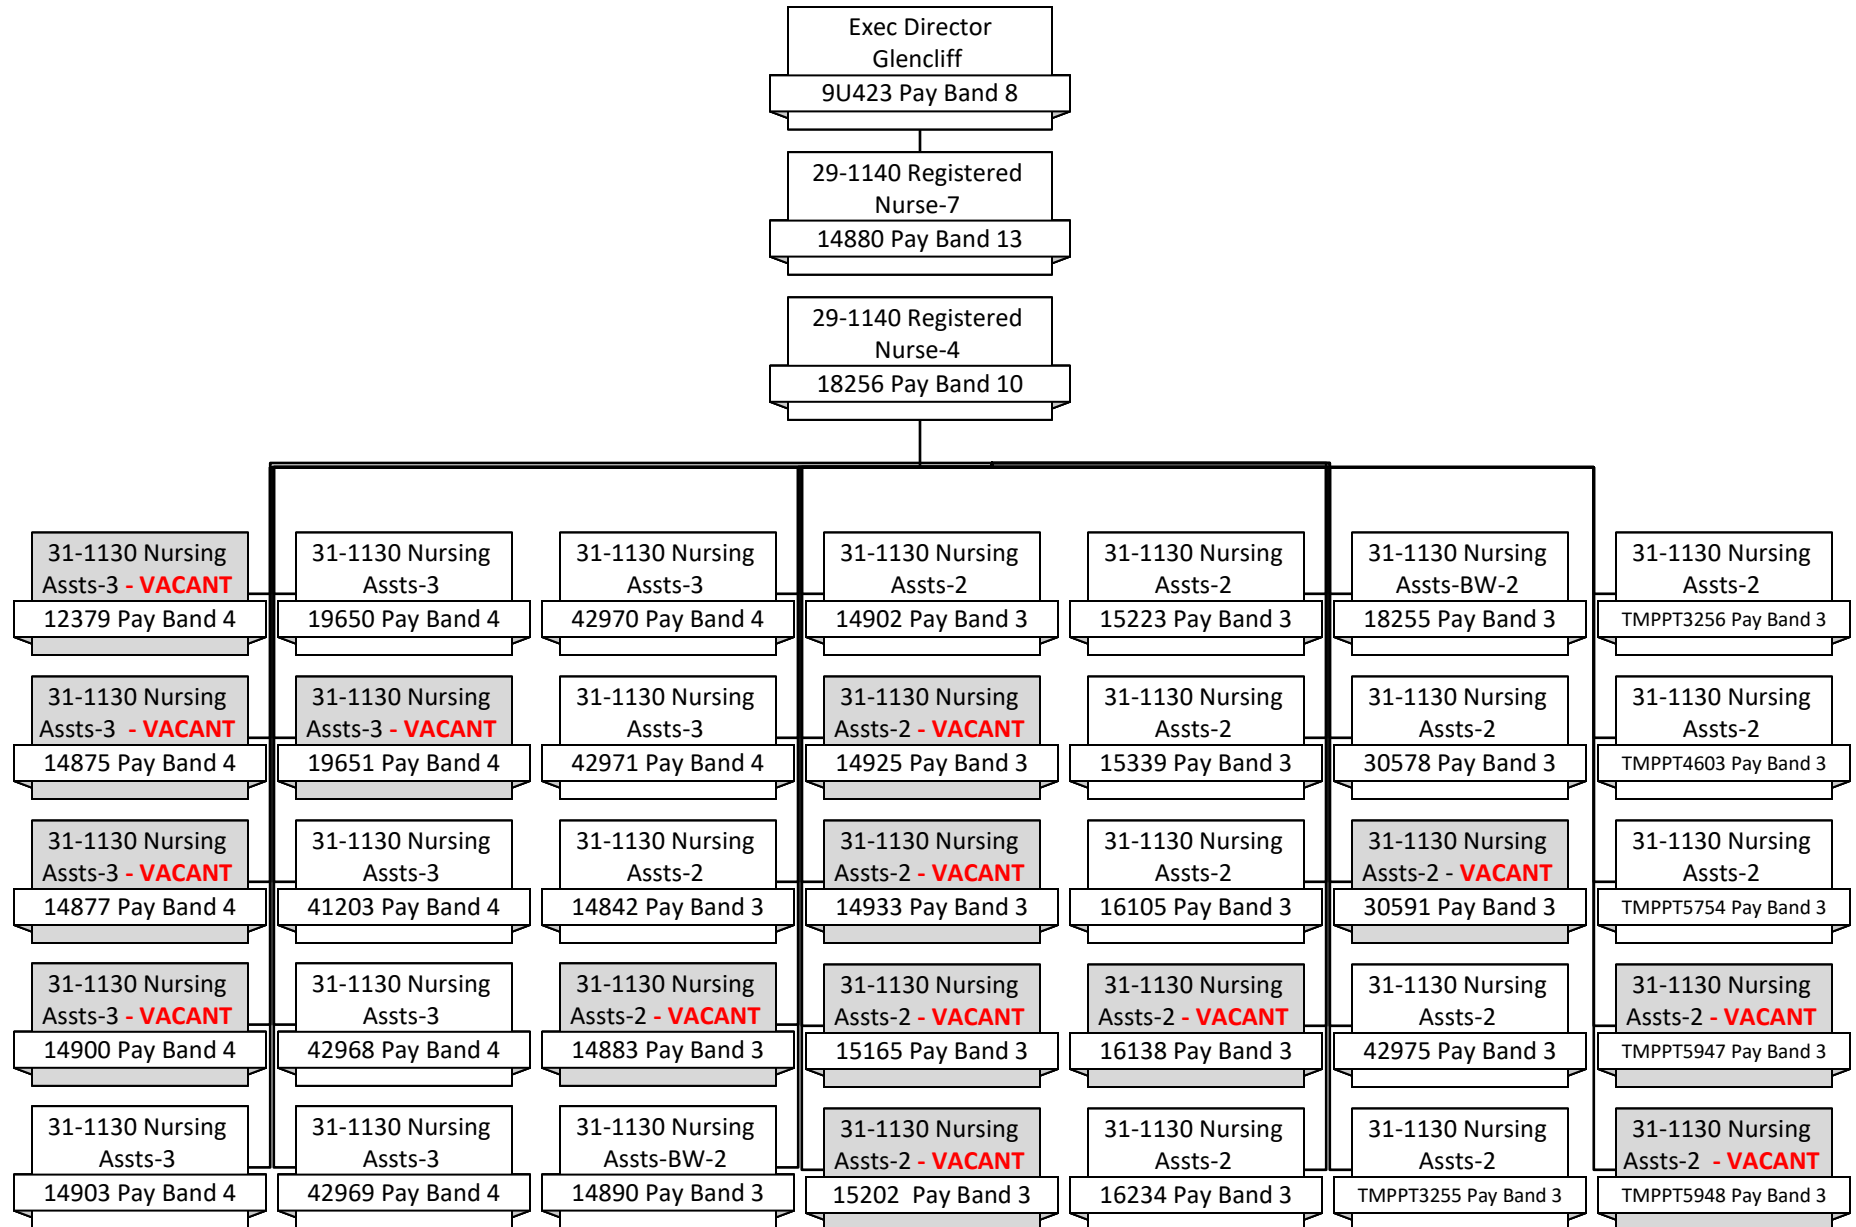 Exec Director
Glencliff
9U423 Pay Band 8
29-1140 Registered
Nurse-7
14880 Pay Band 13
29-1140 Registered
Nurse-4
18256 Pay Band 10
31-1130 Nursing
Assts-3 - VACANT
12379 Pay Band 4
31-1130 Nursing
Assts-3
19650 Pay Band 4
31-1130 Nursing
Assts-3
42970 Pay Band 4
31-1130 Nursing
Assts-2
14902 Pay Band 3
31-1130 Nursing
Assts-2
15223 Pay Band 3
31-1130 Nursing
Assts-BW-2
18255 Pay Band 3
31-1130 Nursing
Assts-2
TMPPT3256 Pay Band 3
31-1130 Nursing
Assts-3 - VACANT
14875 Pay Band 4
31-1130 Nursing
Assts-3 - VACANT
19651 Pay Band 4
31-1130 Nursing
Assts-3
42971 Pay Band 4
31-1130 Nursing
Assts-2 - VACANT
14925 Pay Band 3
31-1130 Nursing
Assts-2
15339 Pay Band 3
31-1130 Nursing
Assts-2
30578 Pay Band 3
31-1130 Nursing
Assts-2
TMPPT4603 Pay Band 3
31-1130 Nursing
Assts-3 - VACANT
14877 Pay Band 4
31-1130 Nursing
Assts-3
41203 Pay Band 4
31-1130 Nursing
Assts-2
14842 Pay Band 3
31-1130 Nursing
Assts-2 - VACANT
14933 Pay Band 3
31-1130 Nursing
Assts-2
16105 Pay Band 3
31-1130 Nursing
Assts-2 - VACANT
30591 Pay Band 3
31-1130 Nursing
Assts-2
TMPPT5754 Pay Band 3
31-1130 Nursing
Assts-3 - VACANT
14900 Pay Band 4
31-1130 Nursing
Assts-3
42968 Pay Band 4
31-1130 Nursing
Assts-2 - VACANT
14883 Pay Band 3
31-1130 Nursing
Assts-2 - VACANT
15165 Pay Band 3
31-1130 Nursing
Assts-2 - VACANT
16138 Pay Band 3
31-1130 Nursing
Assts-2
42975 Pay Band 3
31-1130 Nursing
Assts-2 - VACANT
TMPPT5947 Pay Band 3
31-1130 Nursing
Assts-3
14903 Pay Band 4
31-1130 Nursing
Assts-3
42969 Pay Band 4
31-1130 Nursing
Assts-BW-2
14890 Pay Band 3
31-1130 Nursing
Assts-2 - VACANT
15202 Pay Band 3
31-1130 Nursing
Assts-2
16234 Pay Band 3
31-1130 Nursing
Assts-2
TMPPT3255 Pay Band 3
31-1130 Nursing
Assts-2 - VACANT
TMPPT5948 Pay Band 3